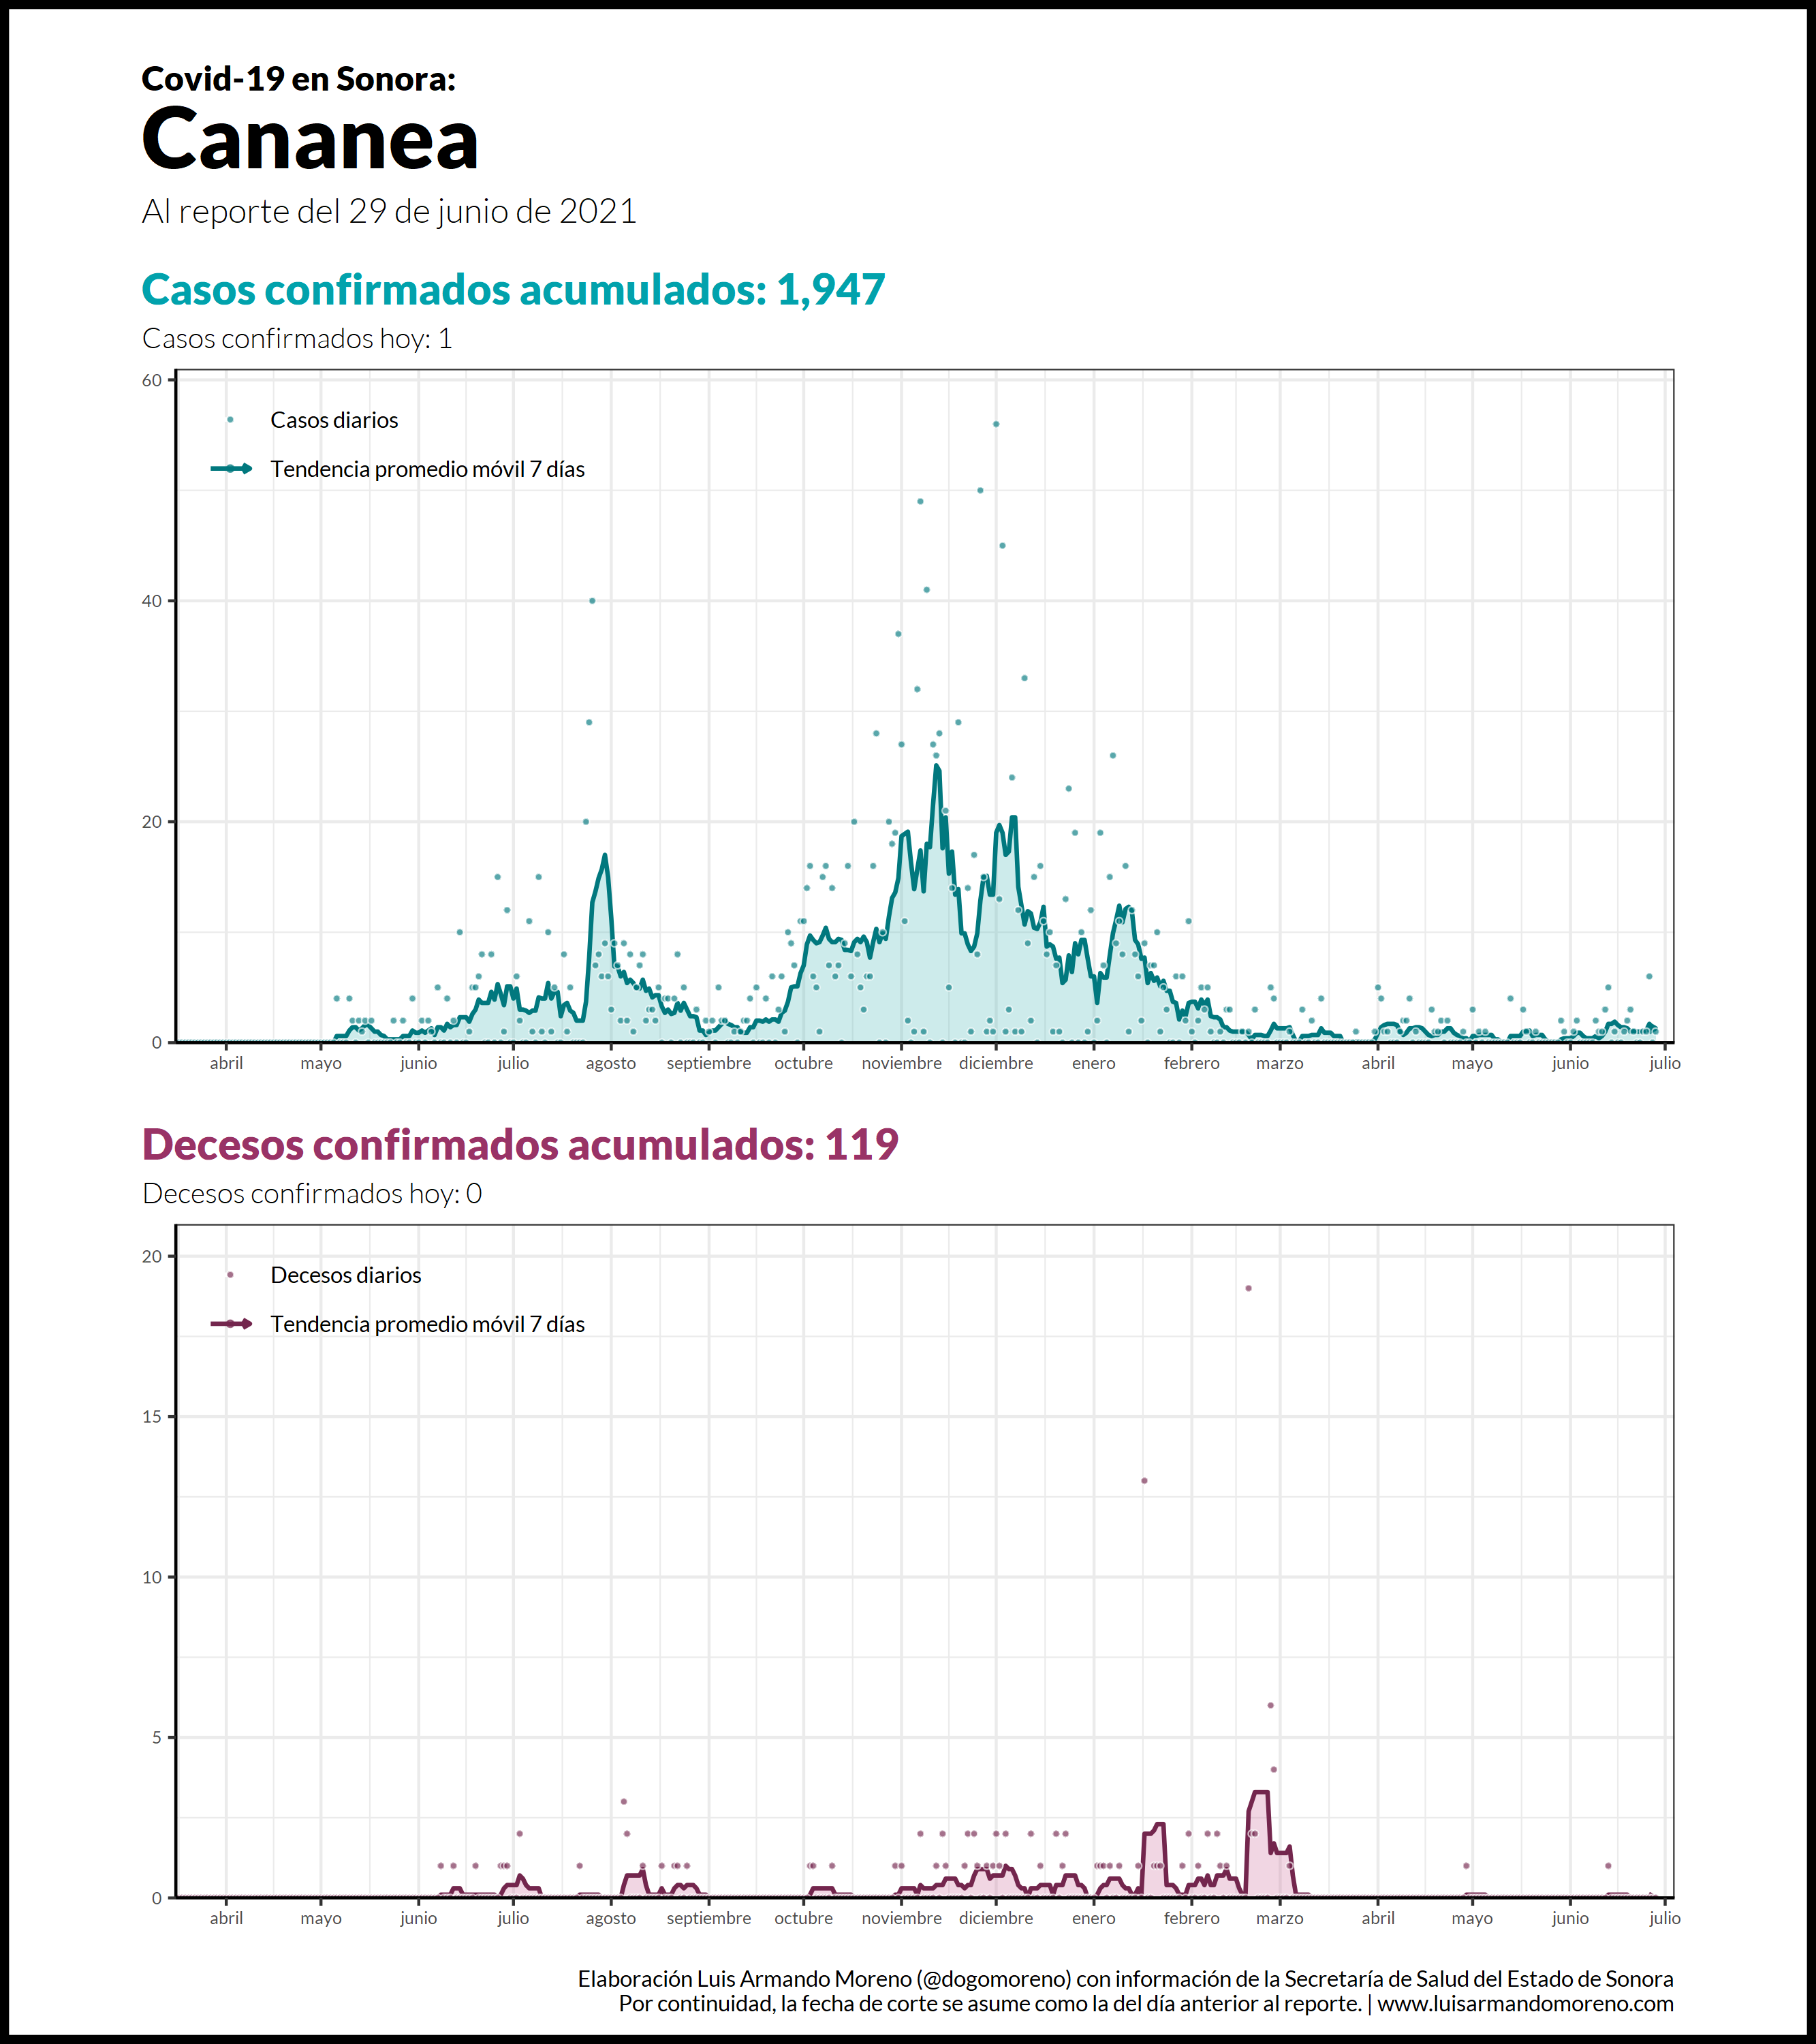 Covid-19 en Sonora:
Cananea
Al reporte del 29 de junio de 2021
Casos confirmados acumulados: 1,947
Casos confirmados hoy: 1
60
40
20
0
Casos diarios
Tendencia promedio móvil 7 días
abril mayo junio julio agosto septiembre octubre noviembre diciembre enero febrero marzo abril mayo junio julio
Decesos confirmados acumulados: 119
Decesos confirmados hoy: 0
20
15
10
5
0
Decesos diarios
Tendencia promedio móvil 7 días
abril mayo junio julio agosto septiembre octubre noviembre diciembre enero febrero marzo abril mayo junio julio
Elaboración Luis Armando Moreno (@dogomoreno) con información de la Secretaría de Salud del Estado de Sonora
Por continuidad, la fecha de corte se asume como la del día anterior al reporte. | www.luisarmandomoreno.com